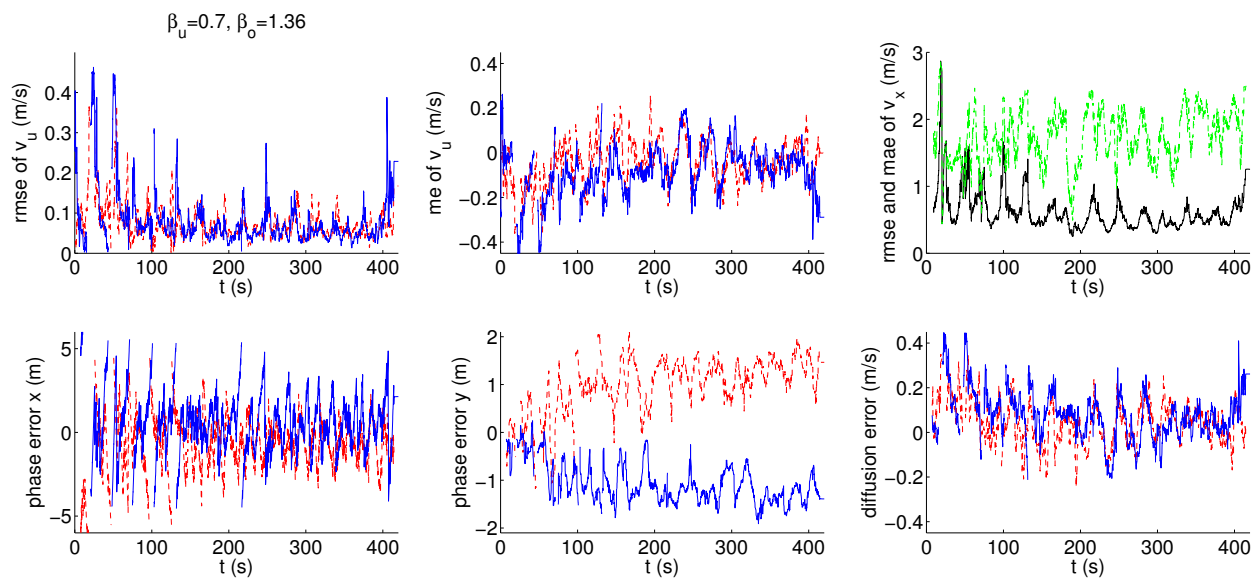 β_u=0.7, β_o=1.36
rmse of v_u (m/s)
0.4
0.3
0.2
0.1
0
0 100 200 300 400
t (s)
me of v_u (m/s)
0.4
0.2
0
−0.2
−0.4
0 100 200 300 400
t (s)
rmse and mae of v_x (m/s)
3
2
1
0
0 100 200 300 400
t (s)
phase error x (m)
5
0
−5
0 100 200 300 400
t (s)
phase error y (m)
2
1
0
−1
−2
0 100 200 300 400
t (s)
diffusion error (m/s)
0.4
0.2
0
−0.2
−0.4
0 100 200 300 400
t (s)